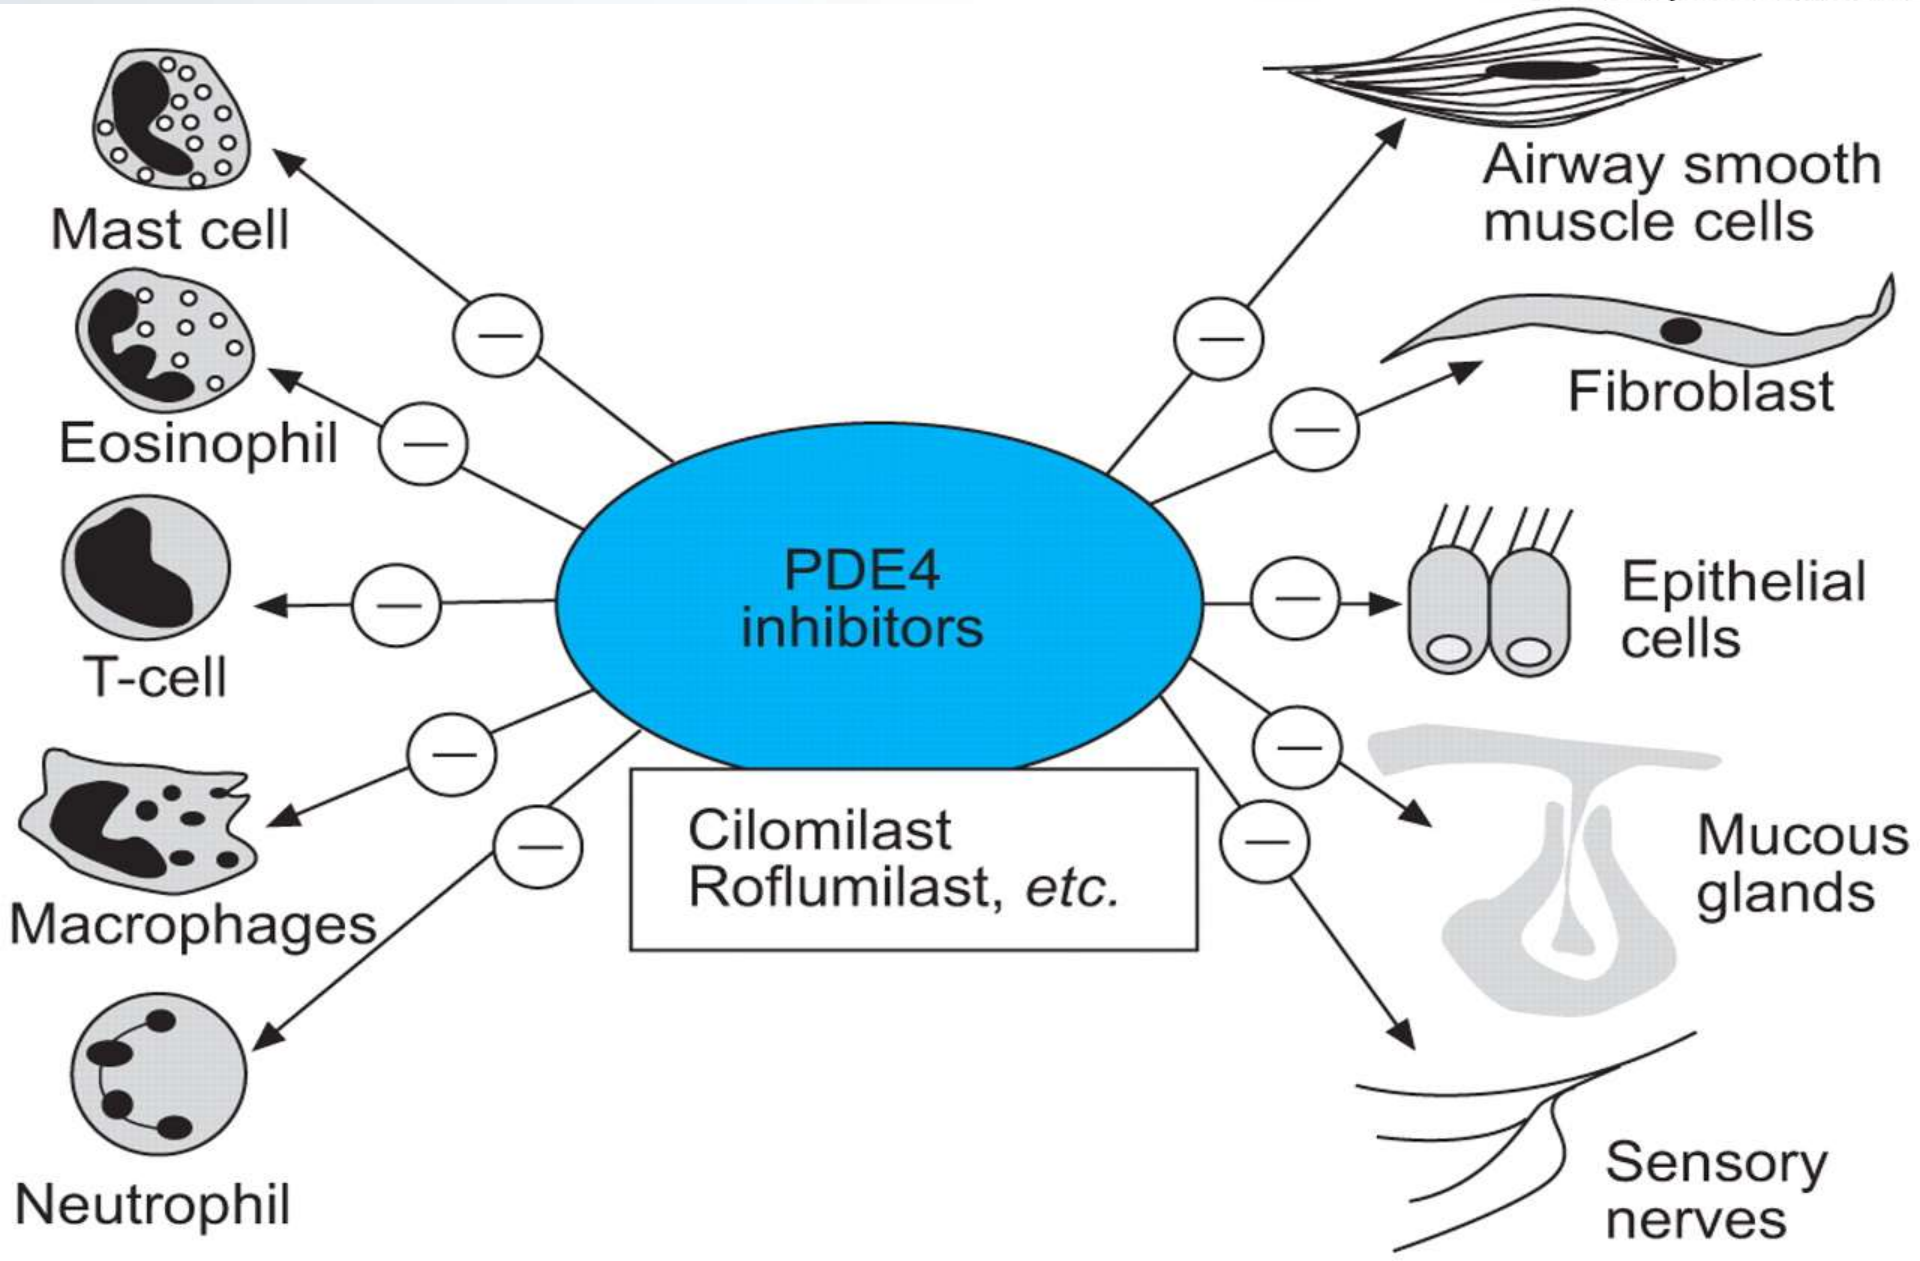 Mast cell
Eosinophil
T-cell
Macrophages
Neutrophil
PDE4
inhibitors
Cilomilast
Roflumilast, etc.
Airway smooth
muscle cells
Fibroblast
Epithelial
cells
Mucous
glands
Sensory
nerves